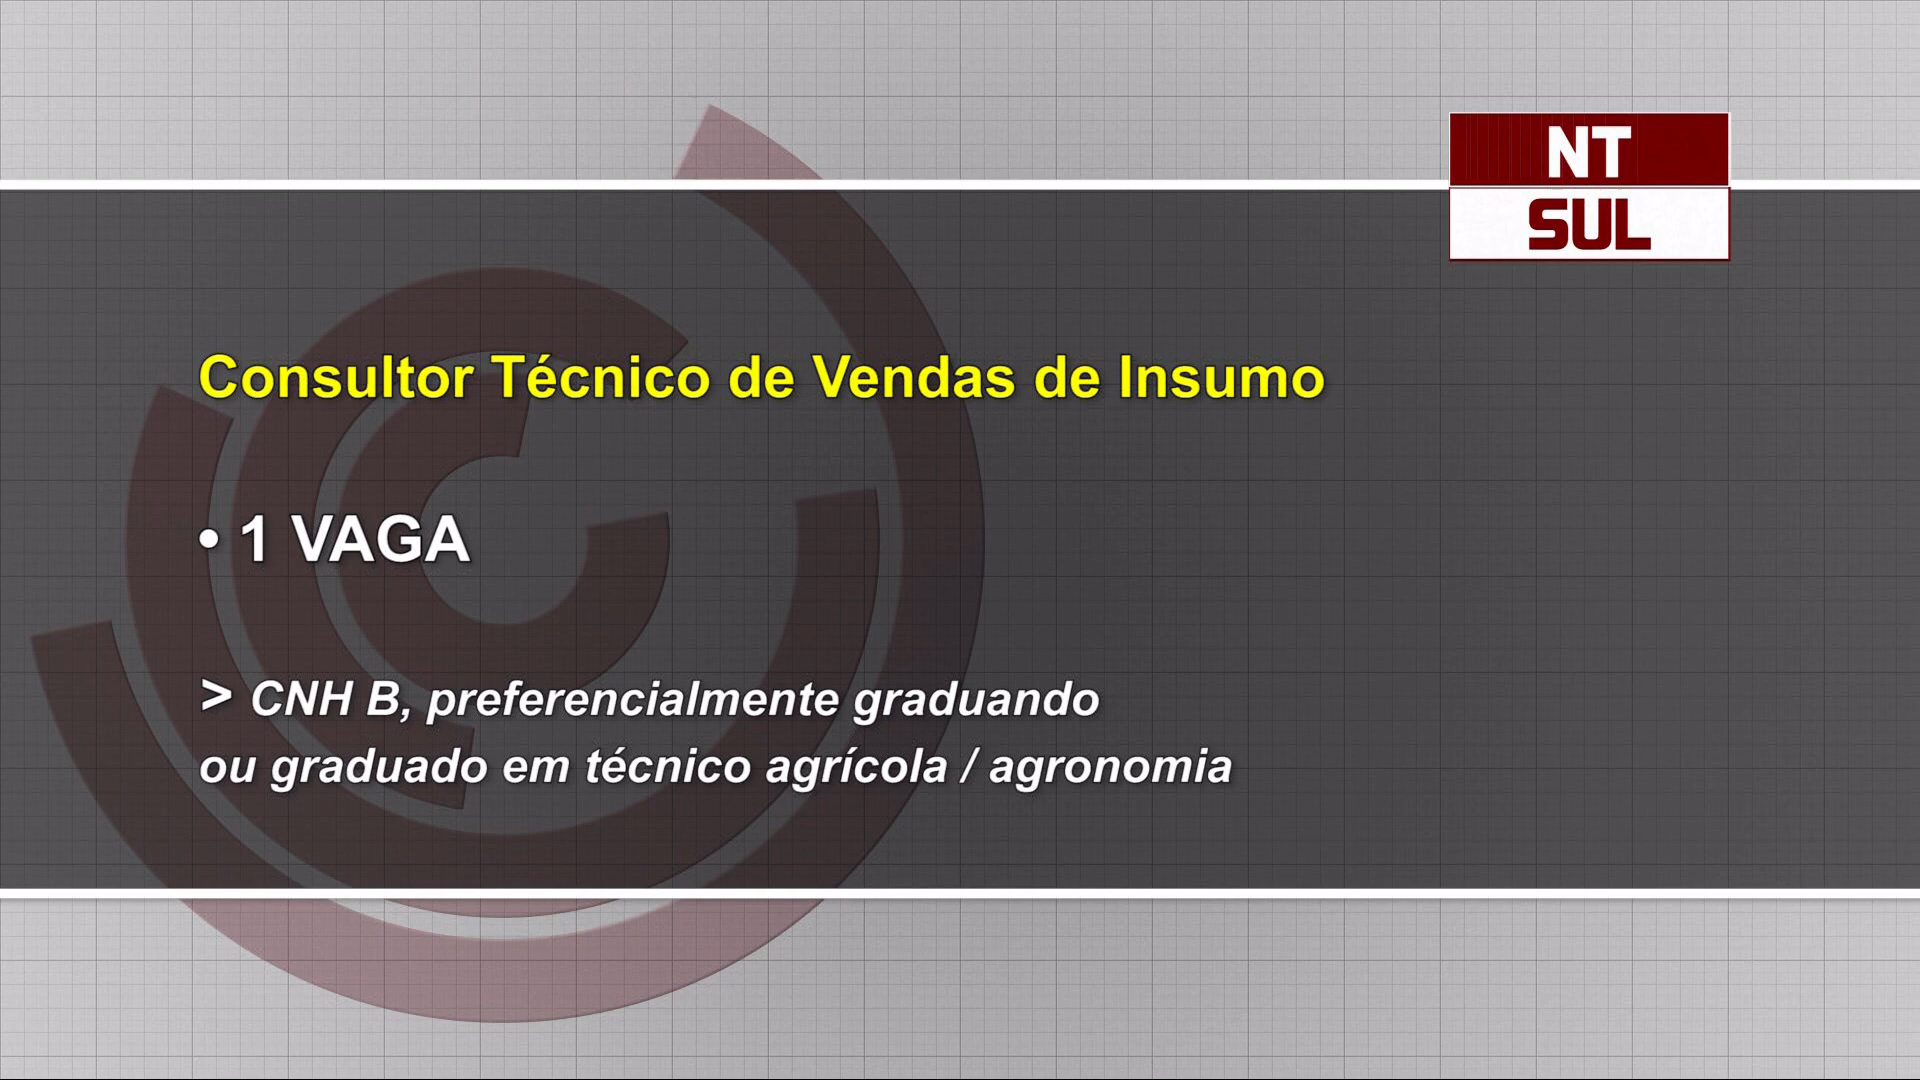 NT
SUL
Consultor Técnico de Vendas de Insumo
• 1 VAGA
> CNH B, preferencialmente graduando
ou graduado em técnico agrícola / agronomia